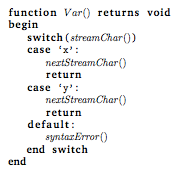 function Var() returns void
begin
switch(streamChar())
case ‘x’:
nextStreamChar()
return
case ‘y’:
nextStreamChar()
return
default:
syntaxError()
end switch
end